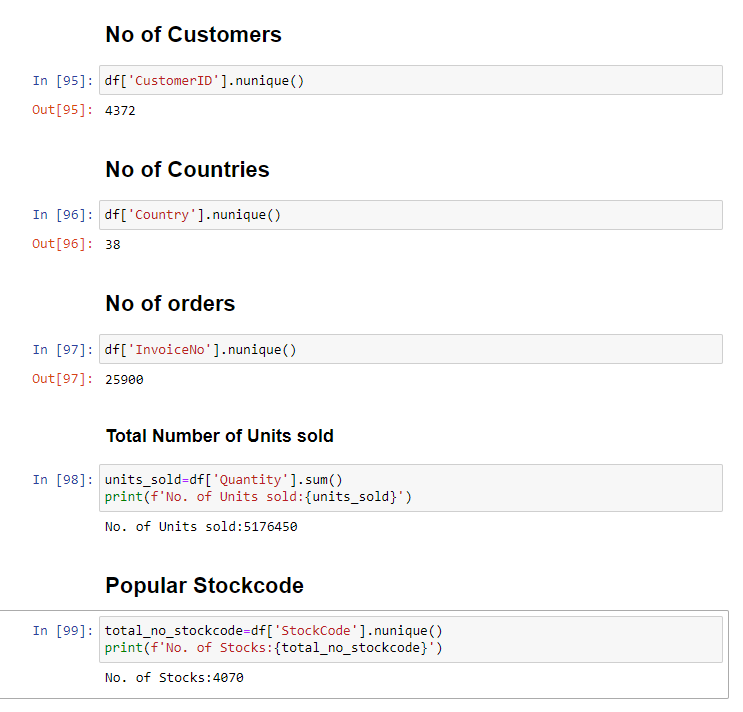 No of Customers
In [95]: df['CustomerID'].nunique()
Out[95]: 4372
No of Countries
In [96]: df['Country'].nunique()
Out[96]: 38
No of orders
In [97]: df['InvoiceNo'].nunique()
Out[97]: 25900
Total Number of Units sold
In [98]: units_sold=df['Quantity'].sum()
print(f'No. of Units sold:{units_sold}')
No. of Units sold:5176450
Popular Stockcode
In [99]: total_no_stockcode=df['StockCode'].nunique()
print(f'No. of Stocks:{total_no_stockcode}')
No. of Stocks:4070